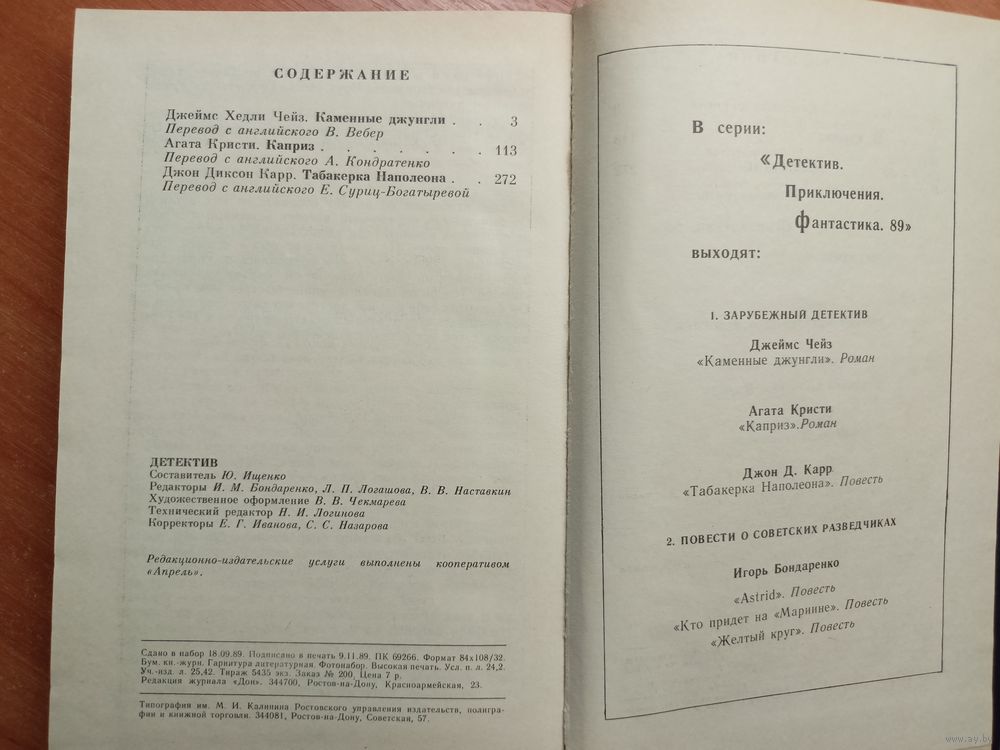 СОДЕРЖАНИЕ
Джеймс Хедли Чейз. Каменные джунгли . . 3
Перевод с английского В. Вебер
Агата Кристи. Каприз . . . . . . . 113
Перевод с английского А. Кондратенко
Джон Диксон Карр. Табакерка Наполеона . . 272
Перевод с английского Е. Суриц-Богатыревой
ДЕТЕКТИВ
Составитель Ю. Ищенко
Редакторы И. М. Бондаренко, Л. П. Логашова, В. В. Наставкин
Художественное оформление В. В. Чекмарева
Технический редактор Н. И. Логинова
Корректоры Е. Г. Иванова, С. С. Назарова
Редакционно-издательские услуги выполнены кооперативом
«Апрель».
Сдано в набор 18.09.89. Подписано в печать 9.11.89. ПК 69266. Формат 84x108/32.
Бум. кн.-журн. Гарнитура литературная. Фотонабор. Высокая печать. Усл. п. л. 24,2.
Уч.-изд. л. 25,42. Тираж 5435 экз. Заказ № 200. Цена 7 р.
Редакция журнала «Дон». 344700, Ростов-на-Дону, Красноармейская, 23.
Типография им. М. И. Калинина Ростовского управления издательств, полигра-
фии и книжной торговли. 344081, Ростов-на-Дону, Советская, 57.
В серии:
«Детектив.
Приключения.
Фантастика. 89»
выходят:
1. ЗАРУБЕЖНЫЙ ДЕТЕКТИВ
Джеймс Чейз
«Каменные джунгли». Роман
Агата Кристи
«Каприз».Роман
Джон Д. Карр
«Табакерка Наполеона». Повесть
2. ПОВЕСТИ О СОВЕТСКИХ РАЗВЕДЧИКАХ
Игорь Бондаренко
«Astrid». Повесть
«Кто придет на «Мариине». Повесть
«Желтый круг». Повесть
www.ay.by